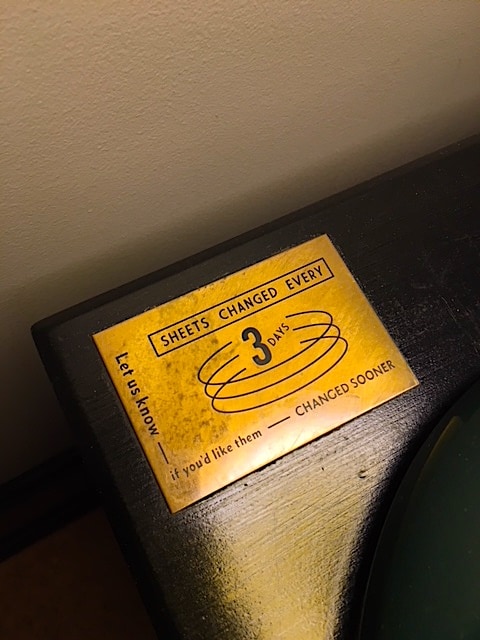 SHEETS CHANGED EVERY
3 DAYS
Let us know —
if you'd like them — CHANGED SOONER